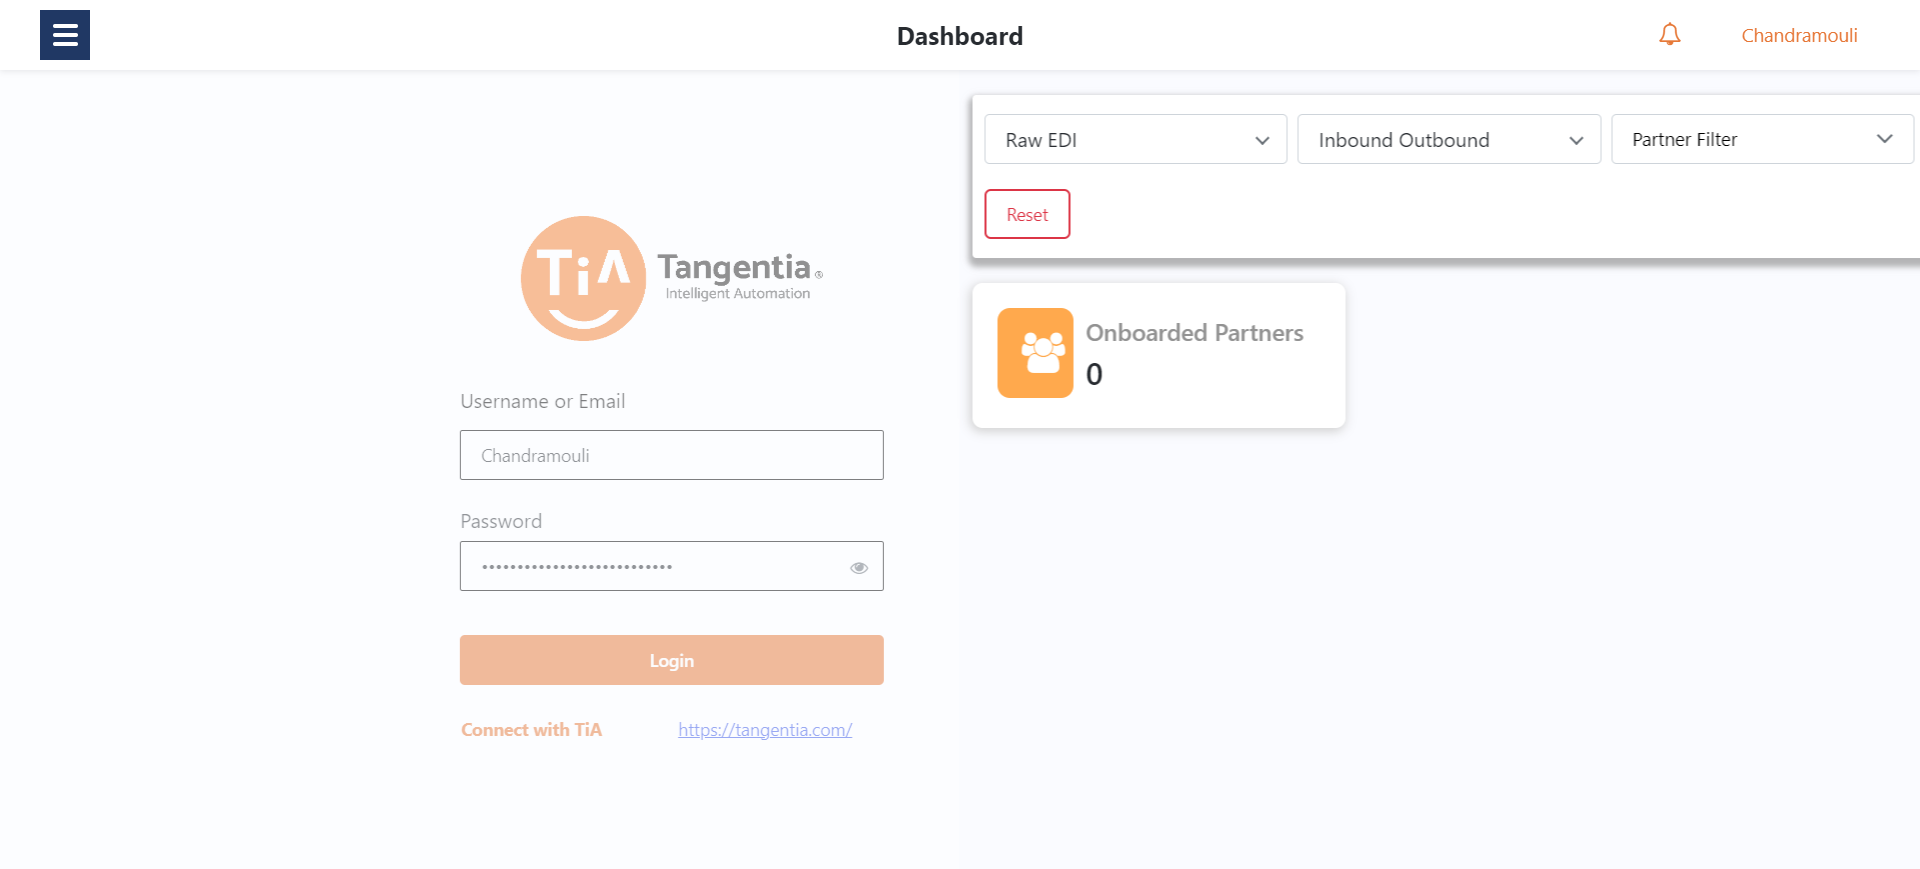 Dashboard
Chandramouli
Raw EDI
Inbound Outbound
Partner Filter
Reset
TiA
Tangentia®
Intelligent Automation
Onboarded Partners
0
Username or Email
Chandramouli
Password
•••••••••••••••••••••••••••
Login
Connect with TiA
https://tangentia.com/